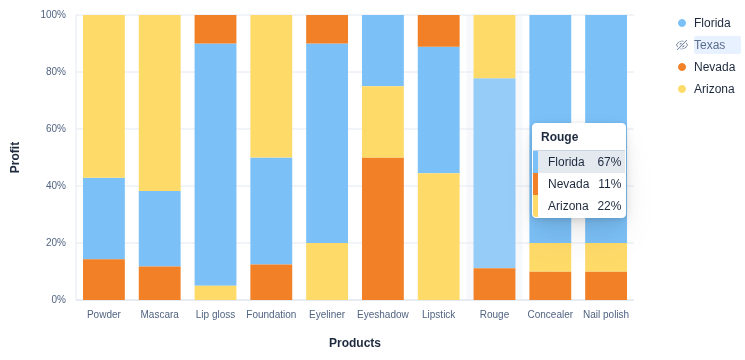 100%
80%
60%
40%
20%
0%
Profit
Powder
Mascara
Lip gloss
Foundation
Eyeliner
Eyeshadow
Lipstick
Rouge
Concealer
Nail polish
Products
Rouge
Florida 67%
Nevada 11%
Arizona 22%
Florida
Texas
Nevada
Arizona